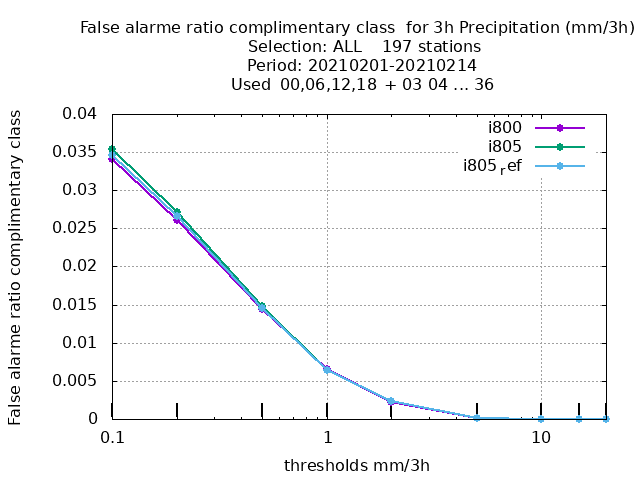 False alarme ratio complimentary class  for 3h Precipitation (mm/3h)
Selection: ALL    197 stations
Period: 20210201-20210214
Used  00,06,12,18  + 03 04 ... 36
False alarme ratio complimentary class
0.04
0.035
0.03
0.025
0.02
0.015
0.01
0.005
0
i800
i805
i805ref
0.1
1
10
thresholds mm/3h